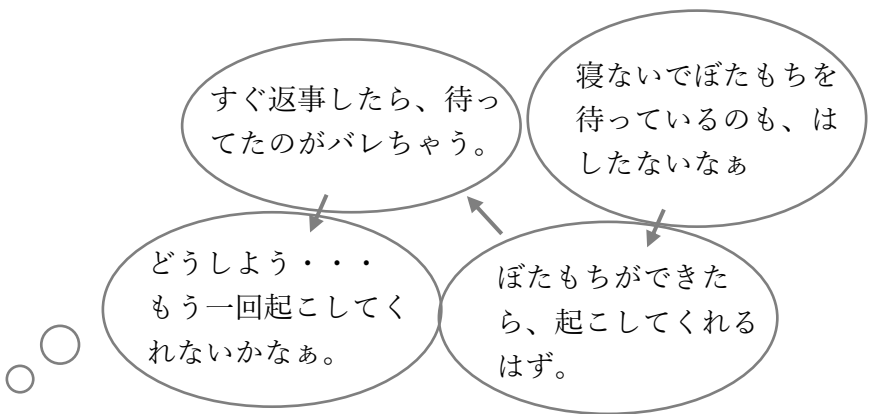 寝ないでぼたもちを
待っているのも、は
したないなぁ
ぼたもちができた
ら、起こしてくれる
はず。
すぐ返事したら、待っ
てたのがバレちゃう。
どうしよう・・・
もう一回起こしてく
れないかなぁ。